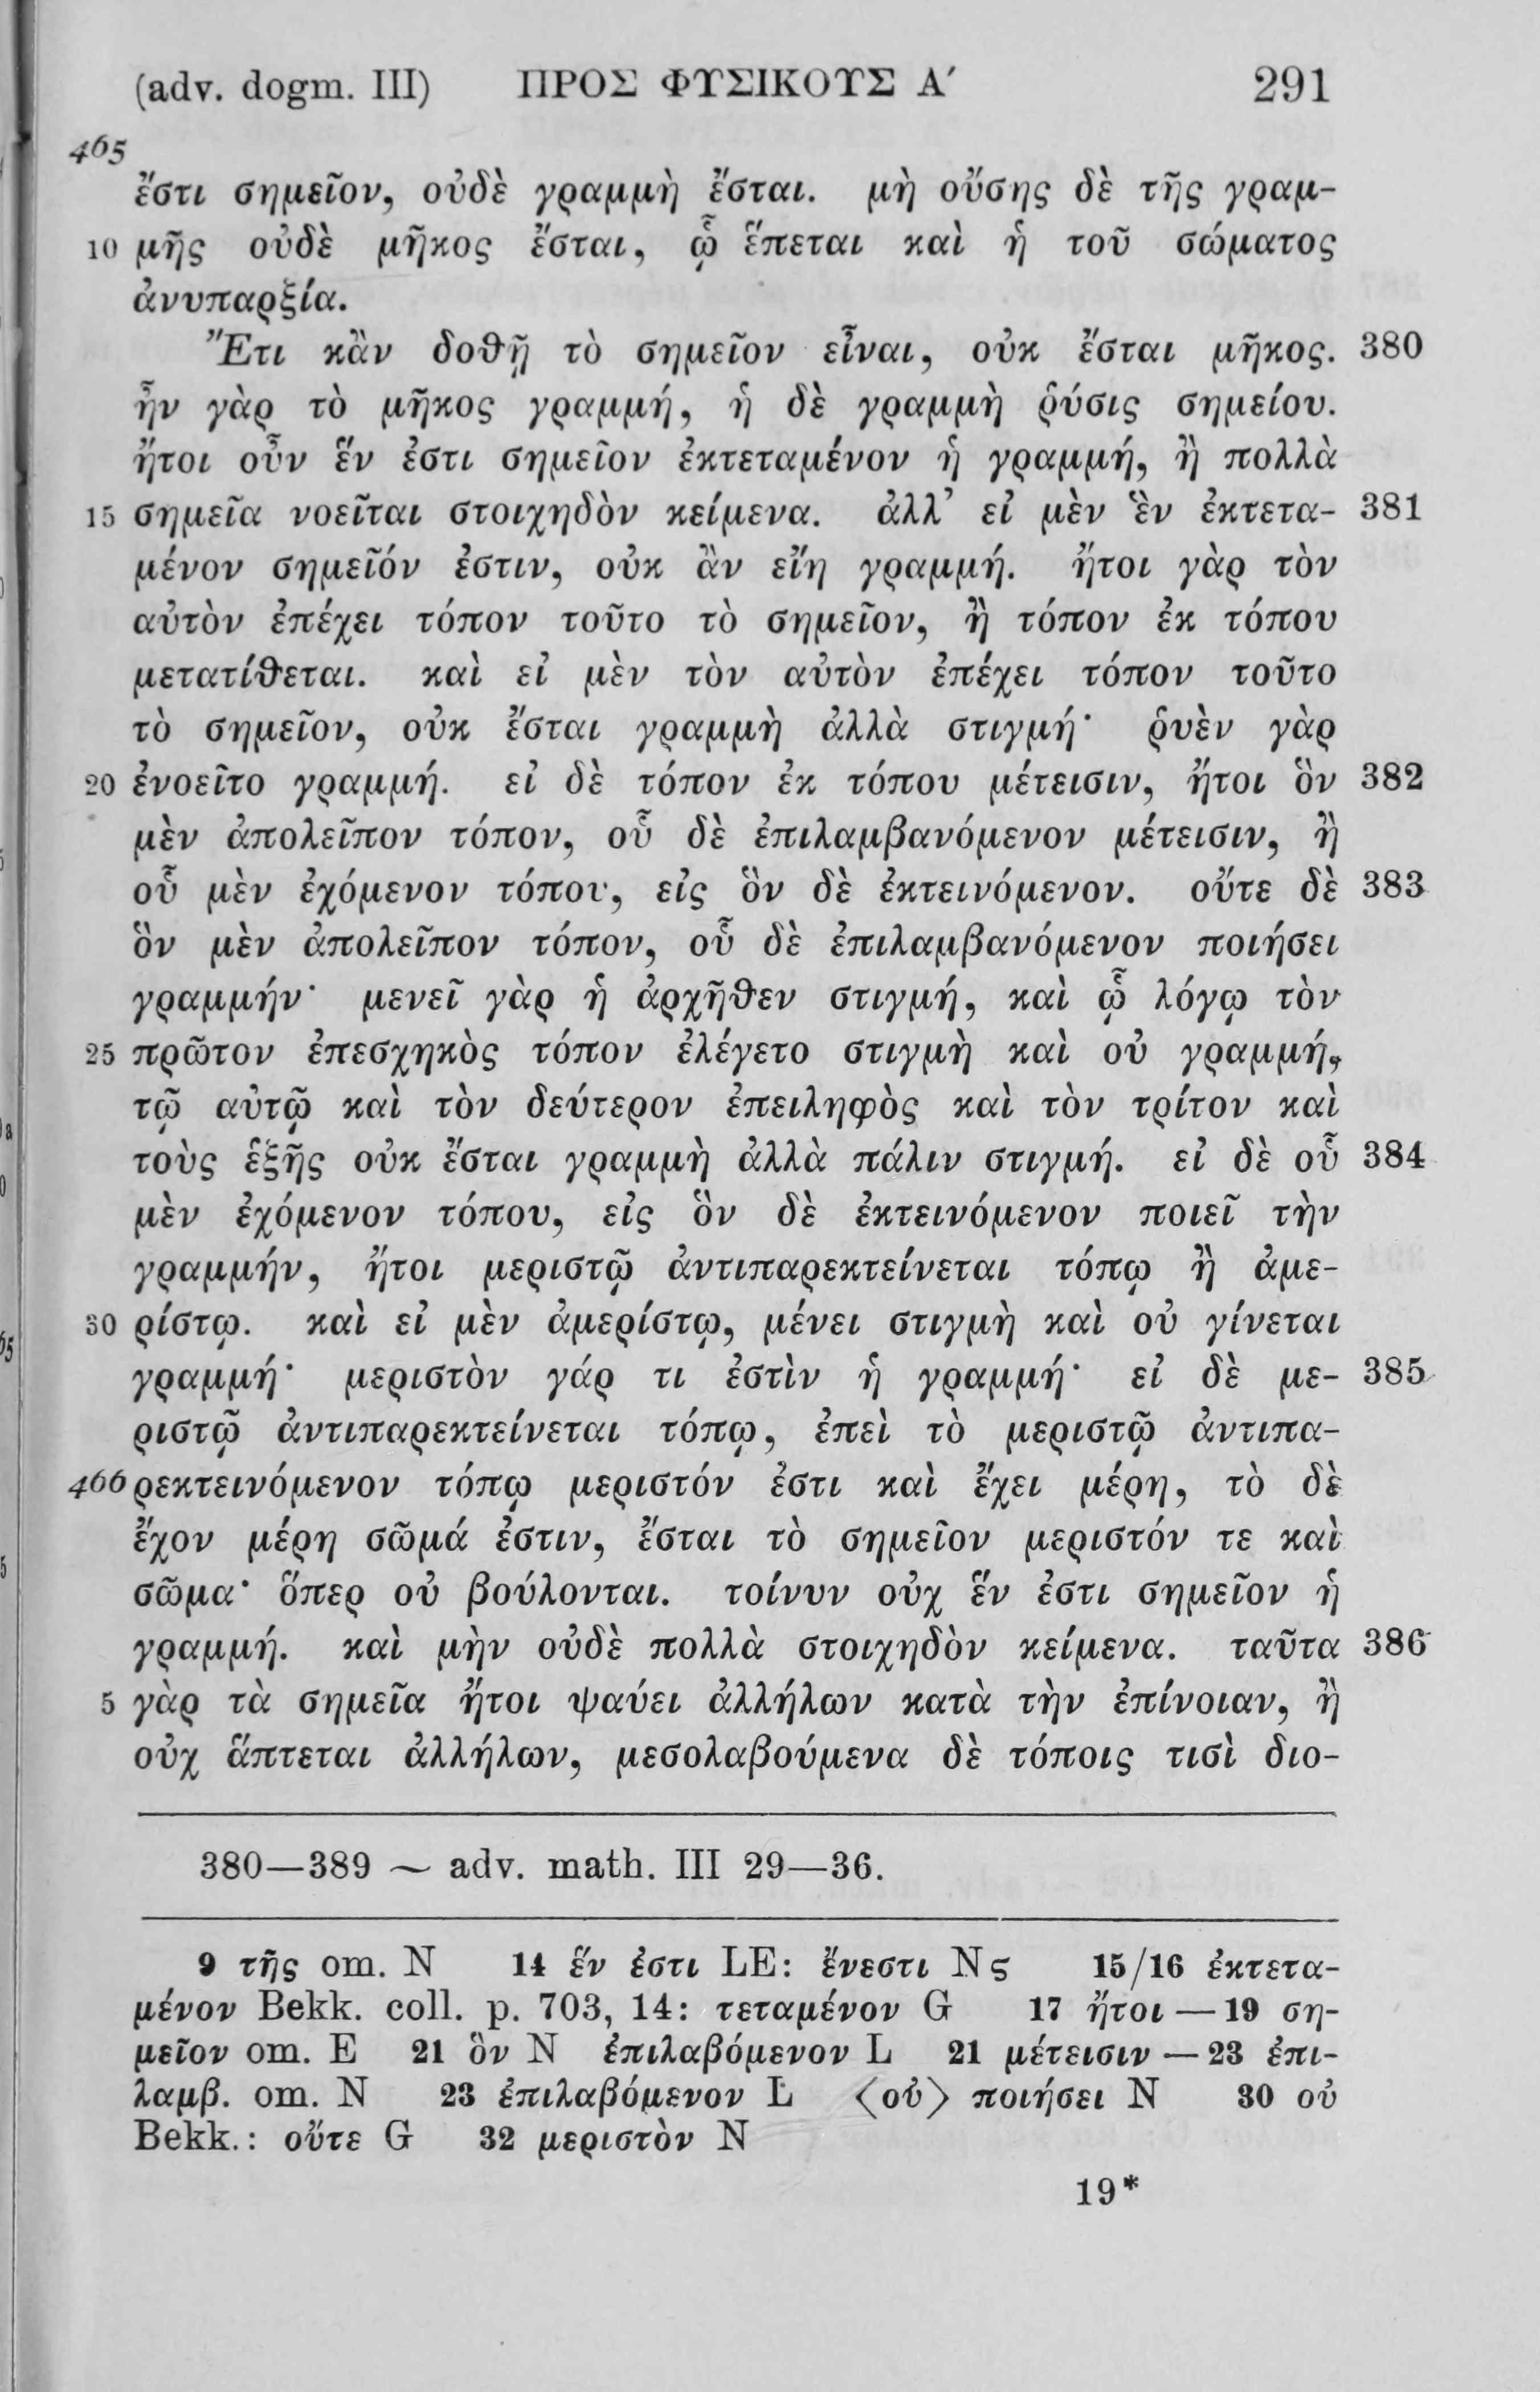 (adv. dogm. III) ΠΡΟΣ ΦΥΣΙΚΟΥΣ Α′ 291
465
ἔστι σημεῖον, οὐδὲ γραμμὴ ἔσται. μὴ οὔσης δὲ τῆς γραμ-
10 μῆς οὐδὲ μῆκος ἔσται, ᾧ ἕπεται καὶ ἡ τοῦ σώματος
ἀνυπαρξία.
Ἔτι κἂν δοθῇ τὸ σημεῖον εἶναι, οὐκ ἔσται μῆκος. 380
ἦν γὰρ τὸ μῆκος γραμμή, ἡ δὲ γραμμὴ ῥύσις σημείου.
ἤτοι οὖν ἕν ἐστι σημεῖον ἐκτεταμένον ἡ γραμμή, ἢ πολλὰ
15 σημεῖα νοεῖται στοιχηδὸν κείμενα. ἀλλ’ εἰ μὲν ἓν ἐκτετα- 381
μένον σημεῖόν ἐστιν, οὐκ ἂν εἴη γραμμή. ἤτοι γὰρ τὸν
αὐτὸν ἐπέχει τόπον τοῦτο τὸ σημεῖον, ἢ τόπον ἐκ τόπου
μετατίθεται. καὶ εἰ μὲν τὸν αὐτὸν ἐπέχει τόπον τοῦτο
τὸ σημεῖον, οὐκ ἔσται γραμμὴ ἀλλὰ στιγμή· ῥυὲν γὰρ
20 ἐνοεῖτο γραμμή. εἰ δὲ τόπον ἐκ τόπου μέτεισιν, ἤτοι ὃν 382
μὲν ἀπολεῖπον τόπον, οὗ δὲ ἐπιλαμβανόμενον μέτεισιν, ἢ
οὗ μὲν ἐχόμενον τόπου, εἰς ὃν δὲ ἐκτεινόμενον. οὔτε δὲ 383
ὃν μὲν ἀπολεῖπον τόπον, οὗ δὲ ἐπιλαμβανόμενον ποιήσει
γραμμήν· μενεῖ γὰρ ἡ ἀρχῆθεν στιγμή, καὶ ᾧ λόγῳ τὸν
25 πρῶτον ἐπεσχηκὸς τόπον ἐλέγετο στιγμὴ καὶ οὐ γραμμή,
τῷ αὐτῷ καὶ τὸν δεύτερον ἐπειληφὸς καὶ τὸν τρίτον καὶ
τοὺς ἑξῆς οὐκ ἔσται γραμμὴ ἀλλὰ πάλιν στιγμή. εἰ δὲ οὗ 384
μὲν ἐχόμενον τόπου, εἰς ὃν δὲ ἐκτεινόμενον ποιεῖ τὴν
γραμμήν, ἤτοι μεριστῷ ἀντιπαρεκτείνεται τόπῳ ἢ ἀμε-
30 ρίστῳ. καὶ εἰ μὲν ἀμερίστῳ, μένει στιγμὴ καὶ οὐ γίνεται
γραμμή· μεριστὸν γάρ τι ἐστὶν ἡ γραμμή· εἰ δὲ με- 385
ριστῷ ἀντιπαρεκτείνεται τόπῳ, ἐπεὶ τὸ μεριστῷ ἀντιπα-
466 ρεκτεινόμενον τόπῳ μεριστόν ἐστι καὶ ἔχει μέρη, τὸ δὲ
ἔχον μέρη σῶμά ἐστιν, ἔσται τὸ σημεῖον μεριστόν τε καὶ
σῶμα· ὅπερ οὐ βούλονται. τοίνυν οὐχ ἕν ἐστι σημεῖον ἡ
γραμμή. καὶ μὴν οὐδὲ πολλὰ στοιχηδὸν κείμενα. ταῦτα 386
5 γὰρ τὰ σημεῖα ἤτοι ψαύει ἀλλήλων κατὰ τὴν ἐπίνοιαν, ἢ
οὐχ ἅπτεται ἀλλήλων, μεσολαβούμενα δὲ τόποις τισὶ διο-
380—389 ~ adv. math. III 29—36.
9 τῆς om. N 14 ἕν ἐστι LE: ἔνεστι Nς 15/16 ἐκτετα-
μένον Bekk. coll. p. 703, 14: τεταμένον G 17 ἤτοι — 19 ση-
μεῖον om. E 21 ὃν N ἐπιλαβόμενον L 21 μέτεισιν — 23 ἐπι-
λαμβ. om. N 23 ἐπιλαβόμενον L ⟨οὐ⟩ ποιήσει N 30 οὐ
Bekk.: οὔτε G 32 μεριστὸν N
19*